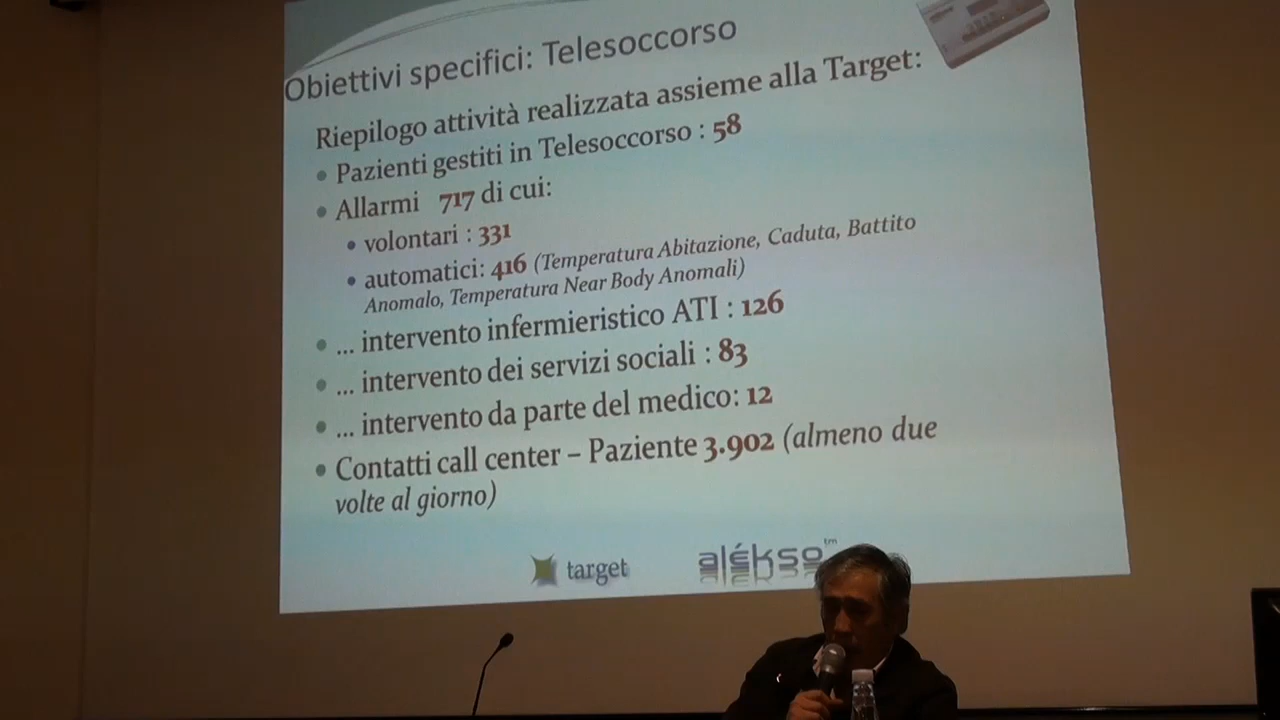 Obiettivi specifici: Telesoccorso
Riepilogo attività realizzata assieme alla Target:
• Pazienti gestiti in Telesoccorso : 58
• Allarmi 717 di cui:
• volontari : 331
• automatici: 416 (Temperatura Abitazione, Caduta, Battito
Anomalo, Temperatura Near Body Anomali)
• ... intervento infermieristico ATI : 126
• ... intervento dei servizi sociali : 83
• ... intervento da parte del medico: 12
• Contatti call center – Paziente 3.902 (almeno due
volte al giorno)
target
alékso tm